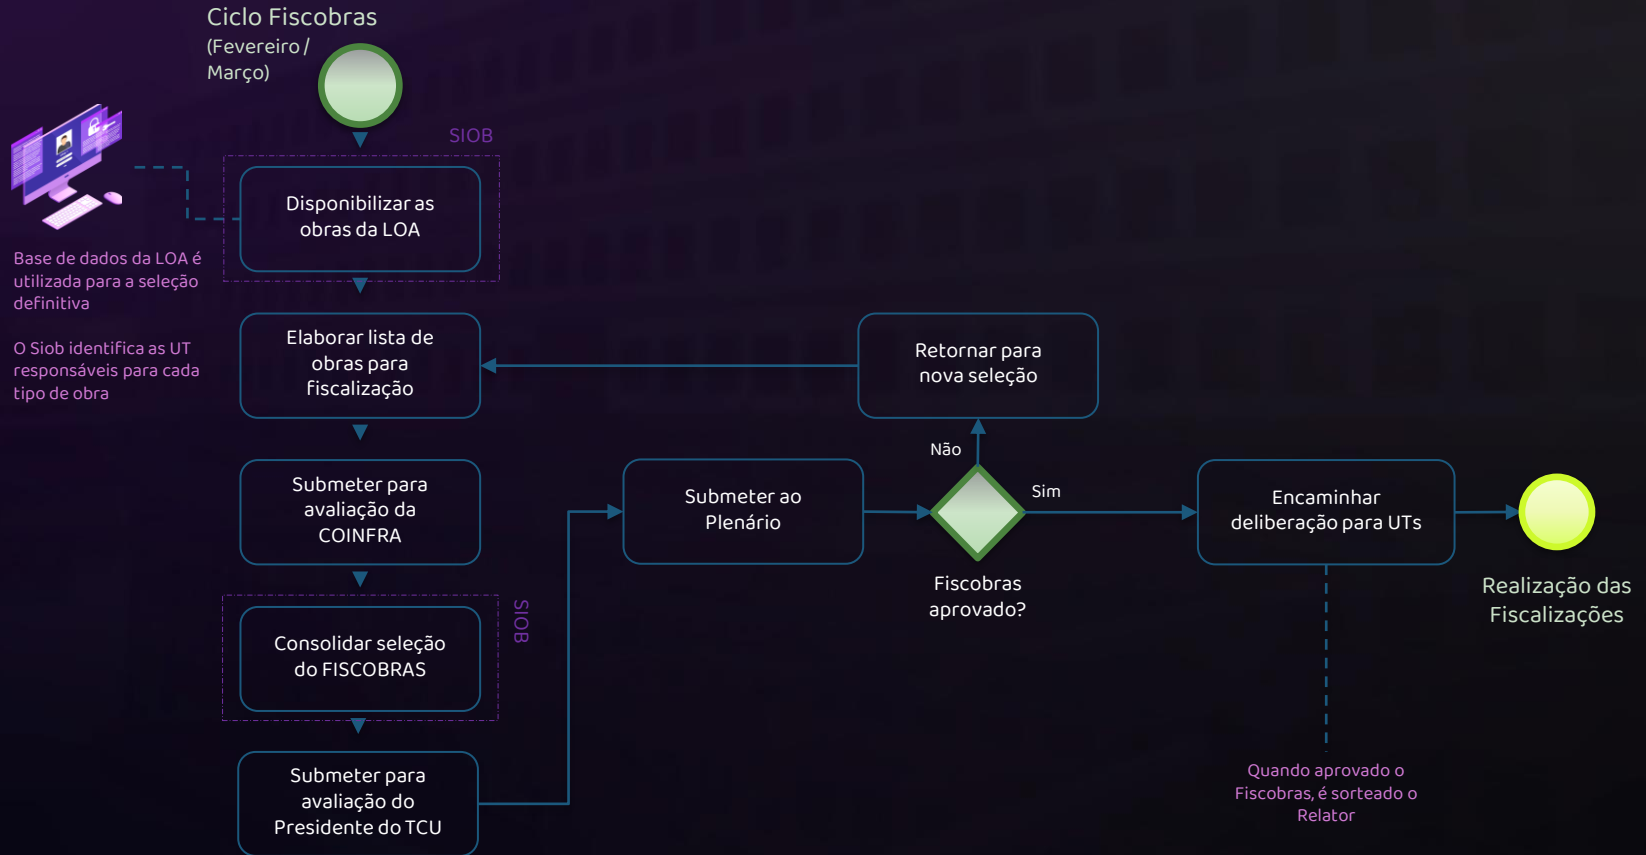 Ciclo Fiscobras
(Fevereiro /
Março)
SIOB
Disponibilizar as
obras da LOA
Base de dados da LOA é
utilizada para a seleção
definitiva
O Siob identifica as UT
responsáveis para cada
tipo de obra
Elaborar lista de
obras para
fiscalização
Retornar para
nova seleção
Submeter para
avaliação da
COINFRA
Submeter ao
Plenário
Não
Sim
Fiscobras
aprovado?
Encaminhar
deliberação para UTs
Realização das
Fiscalizações
SIOB
Consolidar seleção
do FISCOBRAS
Submeter para
avaliação do
Presidente do TCU
Quando aprovado o
Fiscobras, é sorteado o
Relator